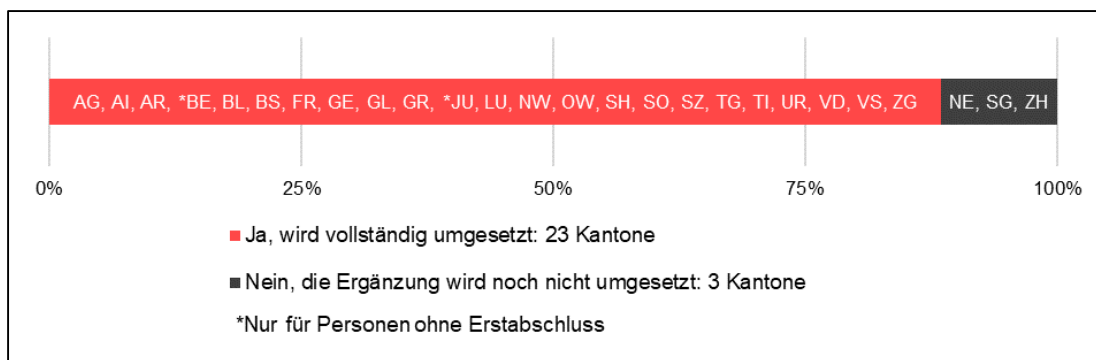 AG, AI, AR, *BE, BL, BS, FR, GE, GL, GR, *JU, LU, NW, OW, SH, SO, SZ, TG, TI, UR, VD, VS, ZG NE, SG, ZH
0% 25% 50% 75% 100%
Ja, wird vollständig umgesetzt: 23 Kantone
Nein, die Ergänzung wird noch nicht umgesetzt: 3 Kantone
*Nur für Personen ohne Erstabschluss